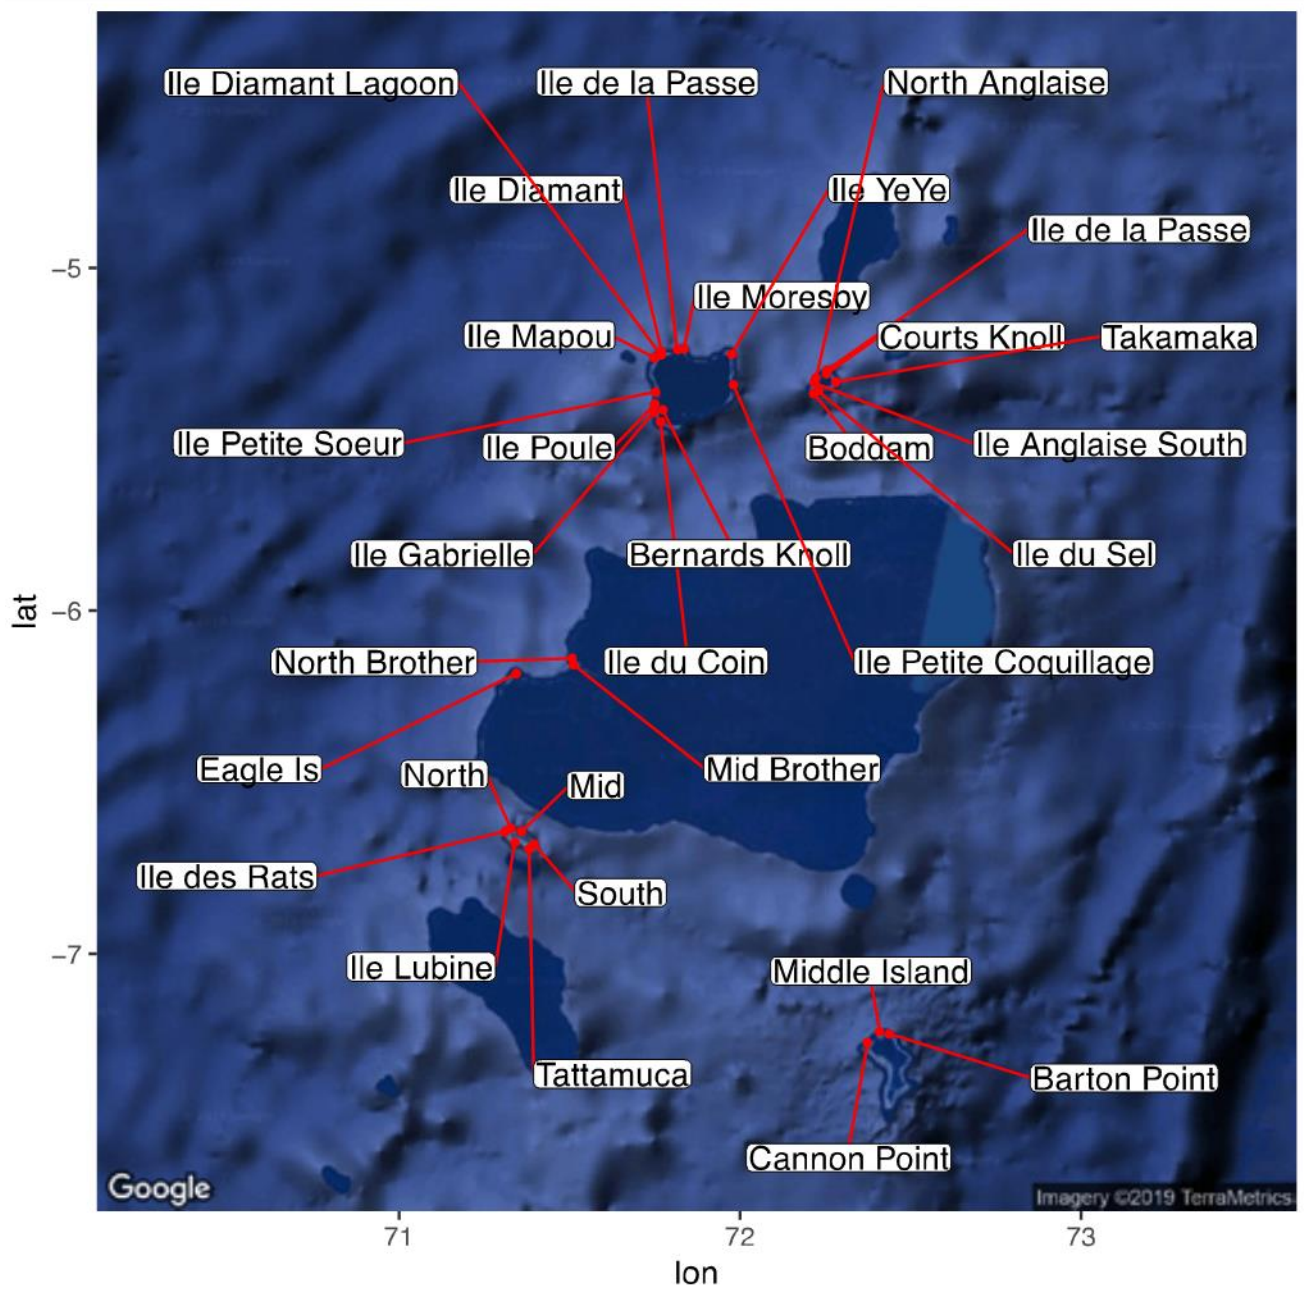 Ile Diamant Lagoon
Ile de la Passe
North Anglaise
Ile Diamant
Ile YeYe
Ile de la Passe
−5
Ile Moresby
Ile Mapou
Courts Knoll
Takamaka
Ile Petite Soeur
Ile Poule
Boddam
Ile Anglaise South
Ile Gabrielle
Bernards Knoll
Ile du Sel
lat
−6
North Brother
Ile du Coin
Ile Petite Coquillage
Eagle Is
North
Mid
Mid Brother
Ile des Rats
South
−7
Ile Lubine
Middle Island
Tattamuca
Barton Point
Cannon Point
Google
Imagery ©2019 TerraMetrics
71
72
73
lon